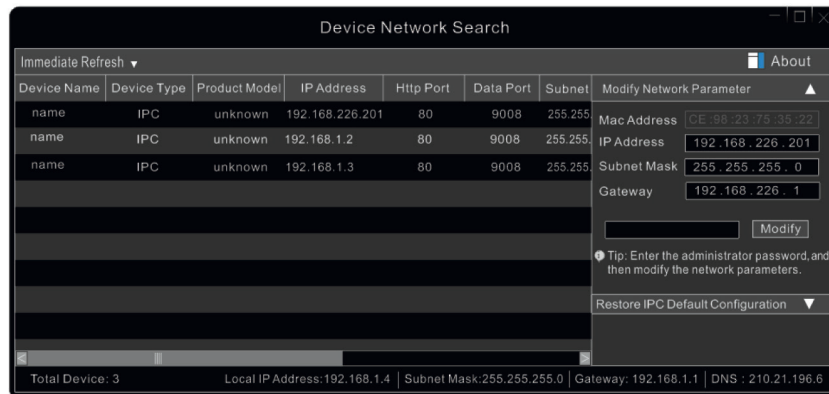 Device Network Search
Immediate Refresh
About
Device Name Device Type Product Model IP Address Http Port Data Port Subnet
name IPC unknown 192.168.226.201 80 9008 255.255.
name IPC unknown 192.168.1.2 80 9008 255.255.
name IPC unknown 192.168.1.3 80 9008 255.255.
Modify Network Parameter
Mac Address CE:98:23:75:35:22
IP Address 192.168.226.201
Subnet Mask 255.255.255.0
Gateway 192.168.226.1
Modify
Tip: Enter the administrator password, and
then modify the network parameters.
Restore IPC Default Configuration
Total Device: 3 Local IP Address:192.168.1.4 Subnet Mask:255.255.255.0 Gateway: 192.168.1.1 DNS : 210.21.196.6